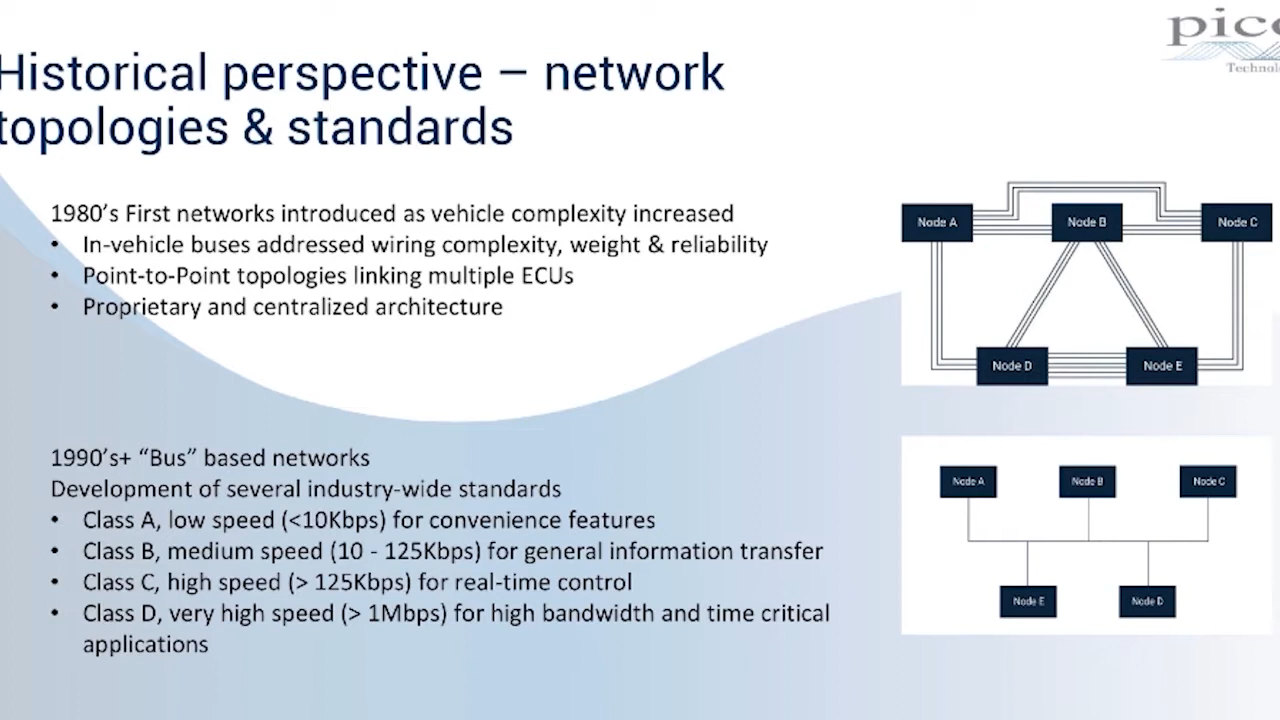 Historical perspective – network
topologies & standards
1980's First networks introduced as vehicle complexity increased
• In-vehicle buses addressed wiring complexity, weight & reliability
• Point-to-Point topologies linking multiple ECUs
• Proprietary and centralized architecture
1990's+ “Bus” based networks
Development of several industry-wide standards
• Class A, low speed (<10Kbps) for convenience features
• Class B, medium speed (10 - 125Kbps) for general information transfer
• Class C, high speed (> 125Kbps) for real-time control
• Class D, very high speed (> 1Mbps) for high bandwidth and time critical
applications
Node A
Node B
Node C
Node D
Node E
Node A
Node B
Node C
Node E
Node D